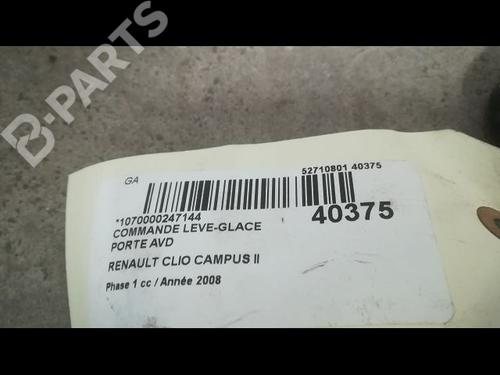 B-PARTS
GA
52710801 40375
*1070000247144
40375
COMMANDE LEVE-GLACE
PORTE AVD
RENAULT CLIO CAMPUS II
Phase 1 cc / Année 2008